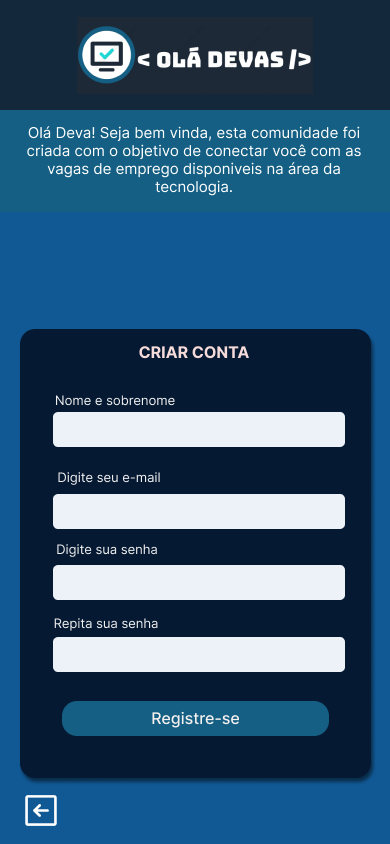 < OLÁ DEVAS />
Olá Deva! Seja bem vinda, esta comunidade foi
criada com o objetivo de conectar você com as
vagas de emprego disponiveis na área da
tecnologia.
CRIAR CONTA
Nome e sobrenome
Digite seu e-mail
Digite sua senha
Repita sua senha
Registre-se